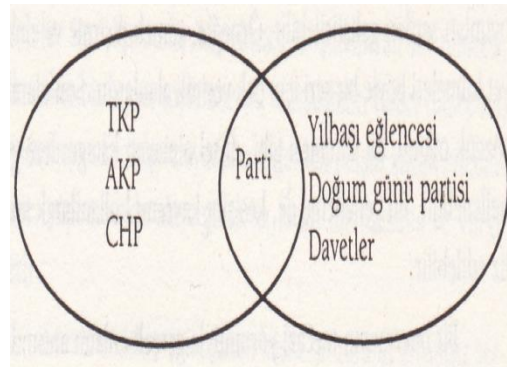 TKP
AKP
CHP
Parti
Yılbaşı eğlencesi
Doğum günü partisi
Davetler